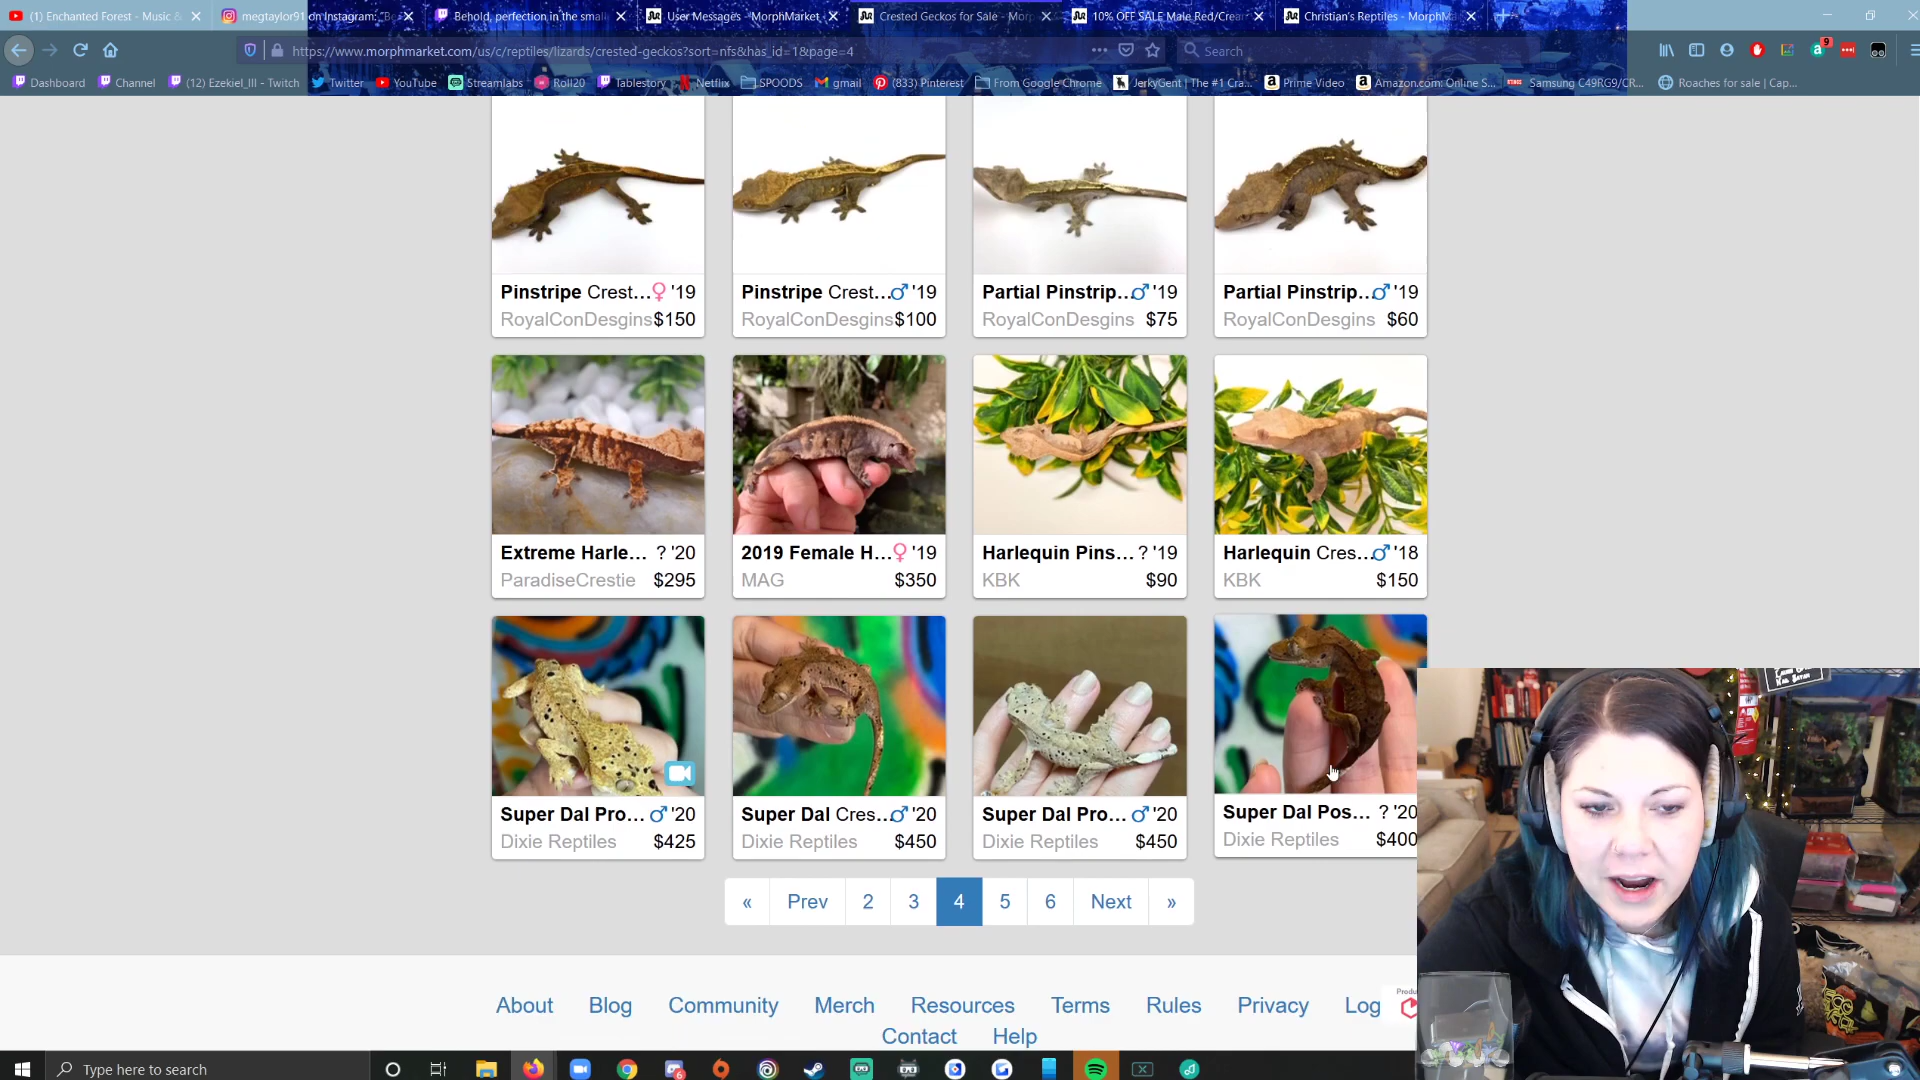 (1) Enchanted Forest - Music &
megtaylor91 on Instagram: "Be
Behold, perfection in the small
User Messages - MorphMarket
Crested Geckos for Sale - Morp
10% OFF SALE Male Red/Cream
Christian's Reptiles - MorphMa
https://www.morphmarket.com/us/c/reptiles/lizards/crested-geckos?sort=nfs&has_id=1&page=4
Search
9
Dashboard
Channel
(12) Ezekiel_III - Twitch
Twitter
YouTube
Streamlabs
Roll20
Tablestory
Netflix
SPOODS
gmail
(833) Pinterest
From Google Chrome
JerkyGent | The #1 Cra...
Prime Video
Amazon.com: Online S...
Samsung C49RG9/CR...
Roaches for sale | Cap...
Pinstripe Crest...♀ '19
RoyalConDesgins $150
Pinstripe Crest...♂ '19
RoyalConDesgins $100
Partial Pinstrip...♂ '19
RoyalConDesgins $75
Partial Pinstrip...♂ '19
RoyalConDesgins $60
Extreme Harle... ? '20
ParadiseCrestie $295
2019 Female H...♀ '19
MAG $350
Harlequin Pins... ? '19
KBK $90
Harlequin Cres...♂ '18
KBK $150
Super Dal Pro... ♂ '20
Dixie Reptiles $425
Super Dal Cres...♂ '20
Dixie Reptiles $450
Super Dal Pro... ♂ '20
Dixie Reptiles $450
Super Dal Pos... ? '20
Dixie Reptiles $400
« Prev 2 3 4 5 6 Next »
About Blog Community Merch Resources Terms Rules Privacy Log
Contact Help
Produ
Type here to search
6